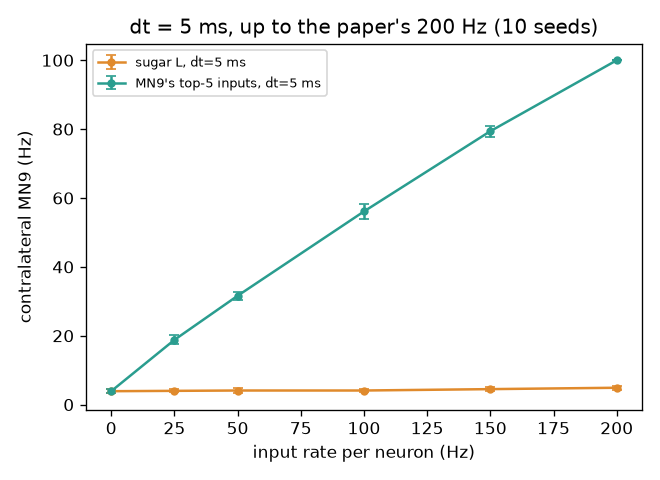 dt = 5 ms, up to the paper's 200 Hz (10 seeds)
sugar L, dt=5 ms
MN9's top-5 inputs, dt=5 ms
contralateral MN9 (Hz)
100
80
60
40
20
0
0 25 50 75 100 125 150 175 200
input rate per neuron (Hz)